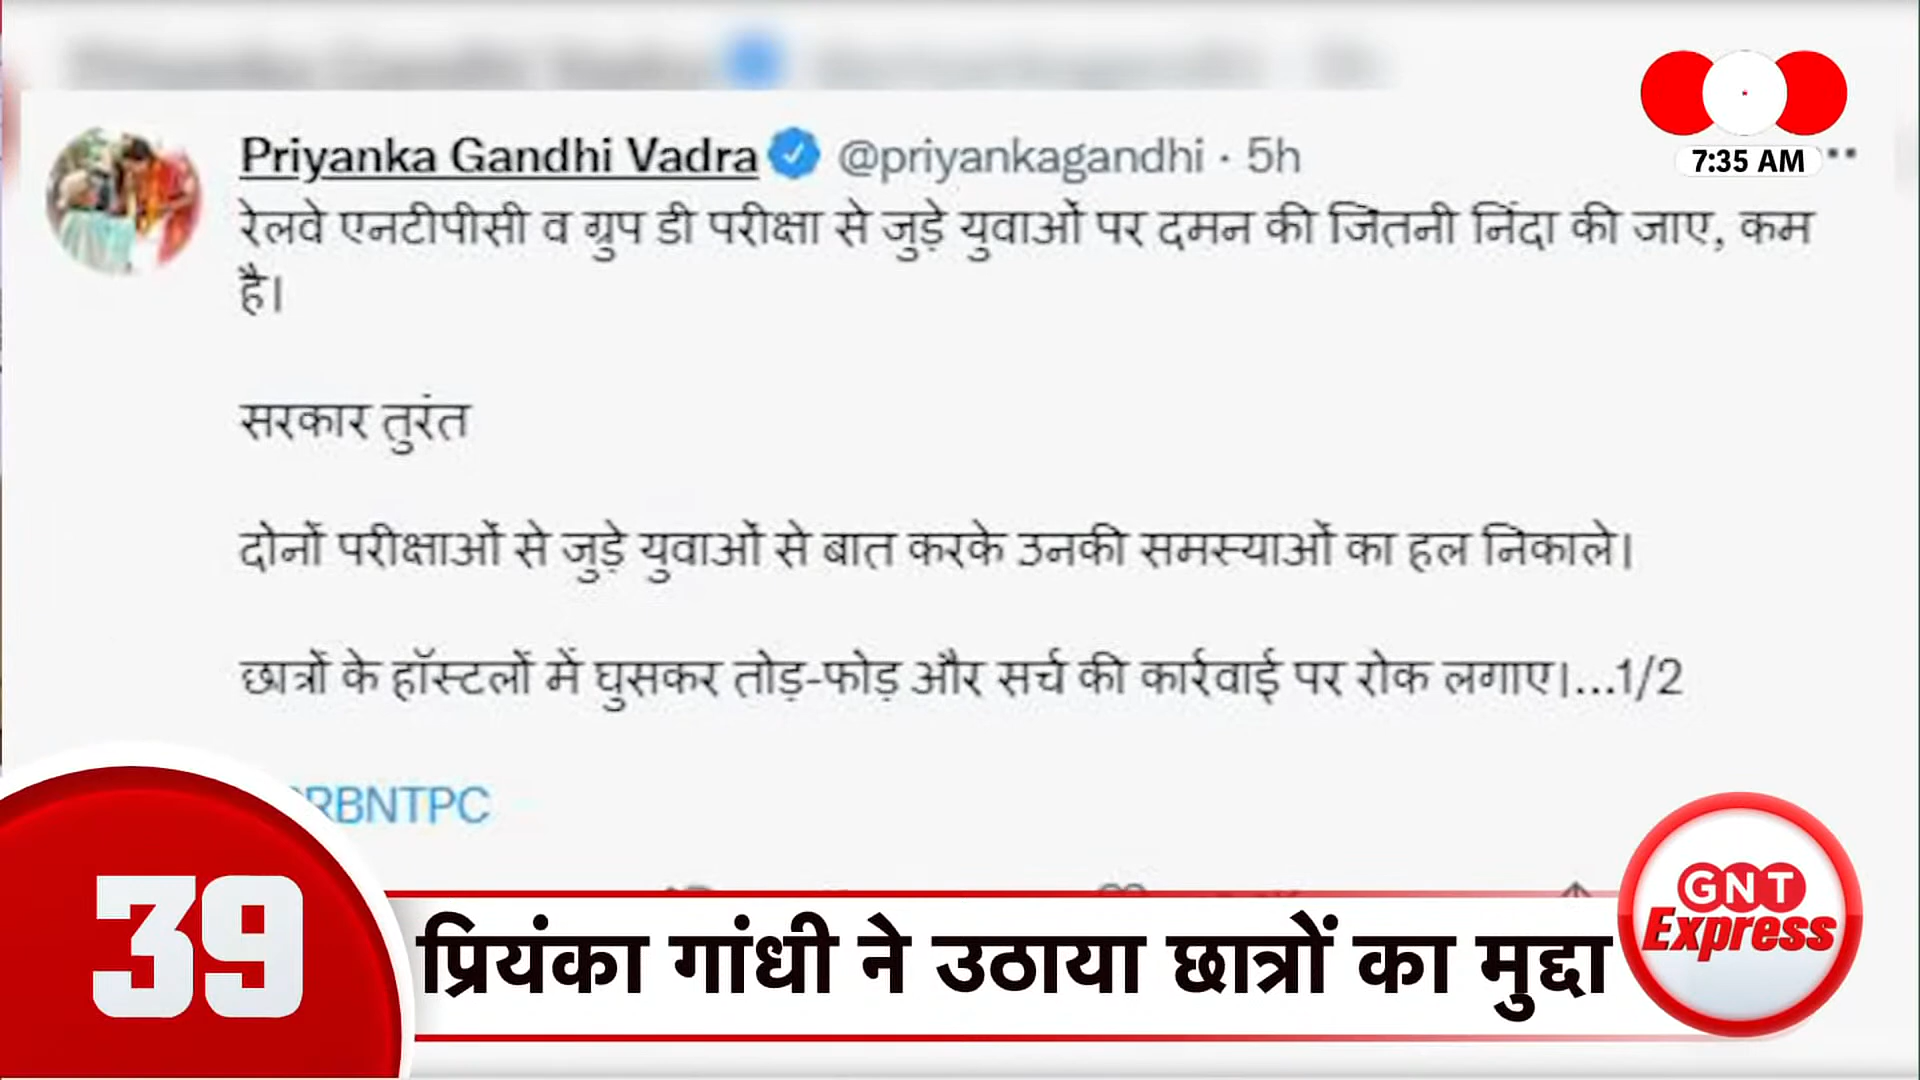 Priyanka Gandhi Vadra @priyankagandhi · 5h
7:35 AM
रेलवे एनटीपीसी व ग्रुप डी परीक्षा से जुड़े युवाओं पर दमन की जितनी निंदा की जाए, कम
है।
सरकार तुरंत
दोनों परीक्षाओं से जुड़े युवाओं से बात करके उनकी समस्याओं का हल निकाले।
छात्रों के हॉस्टलों में घुसकर तोड़-फोड़ और सर्च की कार्रवाई पर रोक लगाए।...1/2
RBNTPC
39
प्रियंका गांधी ने उठाया छात्रों का मुद्दा
GNT
Express